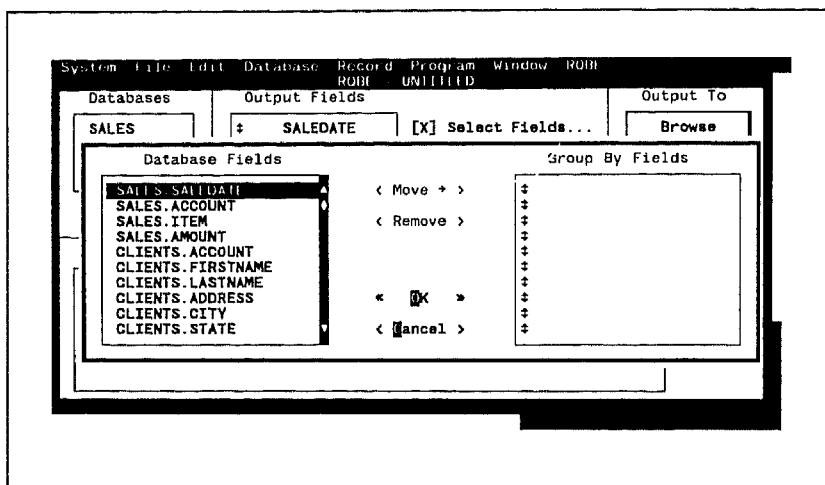 System File Edit Database Record Program Window RQBE
RQBE - UNTITLED
Databases Output Fields Output To
SALES ↕ SALEDATE [X] Select Fields... Browse
Database Fields Group By Fields
SALES.SALEDATE < Move → > ↕
SALES.ACCOUNT ↕
SALES.ITEM < Remove > ↕
SALES.AMOUNT ↕
CLIENTS.ACCOUNT ↕
CLIENTS.FIRSTNAME ↕
CLIENTS.LASTNAME ↕
CLIENTS.ADDRESS « OK » ↕
CLIENTS.CITY ↕
CLIENTS.STATE < Cancel > ↕